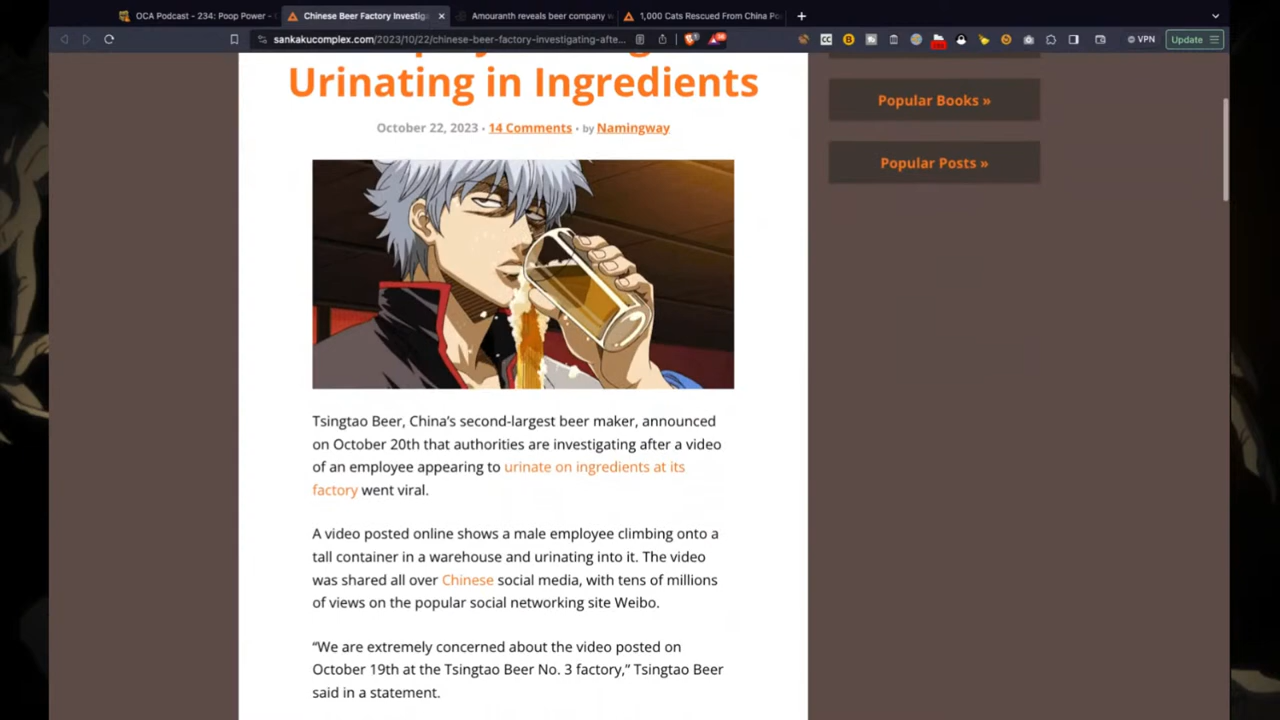 OCA Podcast - 234: Poop Power -
Chinese Beer Factory Investig
Amouranth reveals beer company
1,000 Cats Rescued From China Po
sankakucomplex.com/2023/10/22/chinese-beer-factory-investigating-afte...
VPN
Update
Urinating in Ingredients
October 22, 2023 · 14 Comments · by Namingway
Popular Books »
Popular Posts »
Tsingtao Beer, China’s second-largest beer maker, announced
on October 20th that authorities are investigating after a video
of an employee appearing to urinate on ingredients at its
factory went viral.
A video posted online shows a male employee climbing onto a
tall container in a warehouse and urinating into it. The video
was shared all over Chinese social media, with tens of millions
of views on the popular social networking site Weibo.
“We are extremely concerned about the video posted on
October 19th at the Tsingtao Beer No. 3 factory,” Tsingtao Beer
said in a statement.